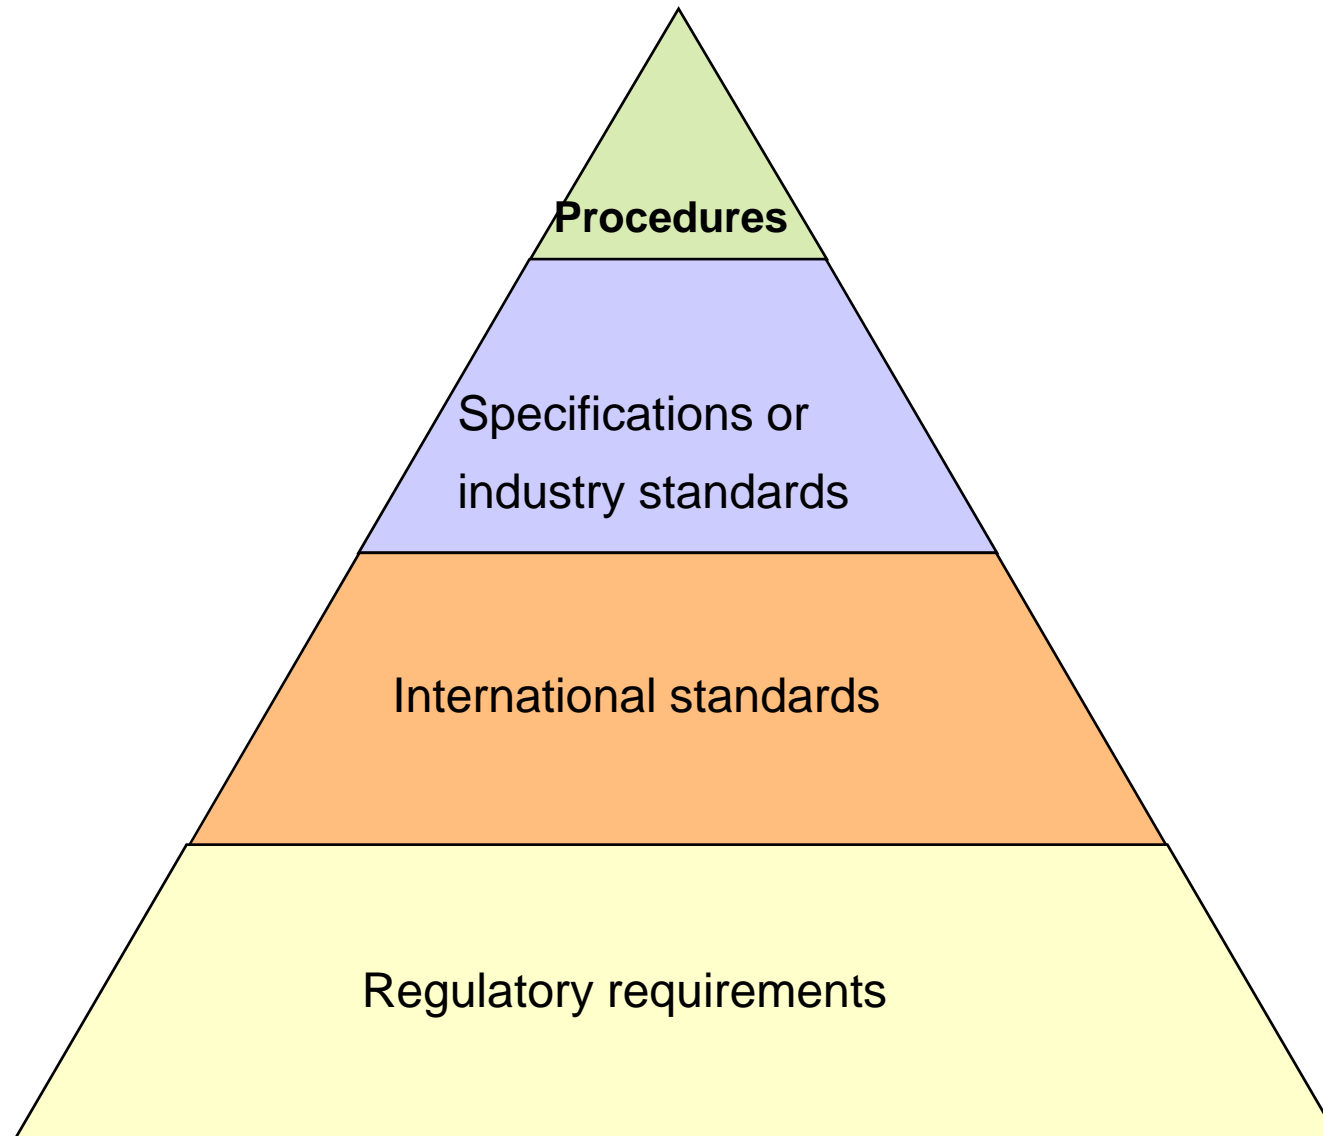 Procedures
Specifications or
industry standards
International standards
Regulatory requirements